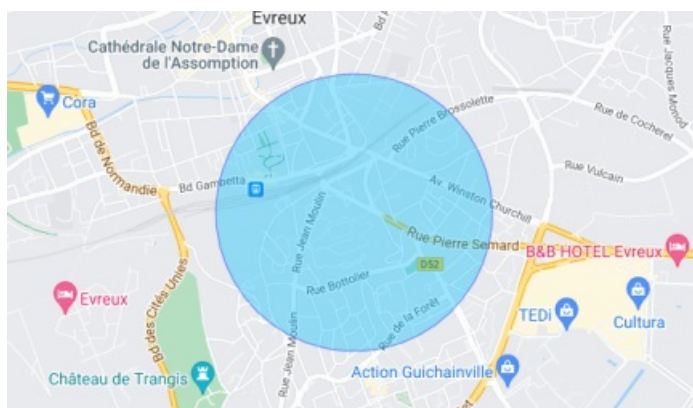 Evreux
Bd
Cathédrale Notre-Dame
de l'Assomption
Rue Jacques Monod
Cora
Rue Pierre Brossolette
Rue de Cocherel
Bd de Normandie
Bd Gambetta
Rue Vulcain
Av. Winston Churchill
Rue Jean Moulin
Rue Pierre Semard
B&B HOTEL Evreux
D52
Evreux
Bd des Cités Unies
Rue Bottolier
TEDi
Cultura
Rue de la Forêt
Rue Jean Moulin
Château de Trangis
Action Guichainville